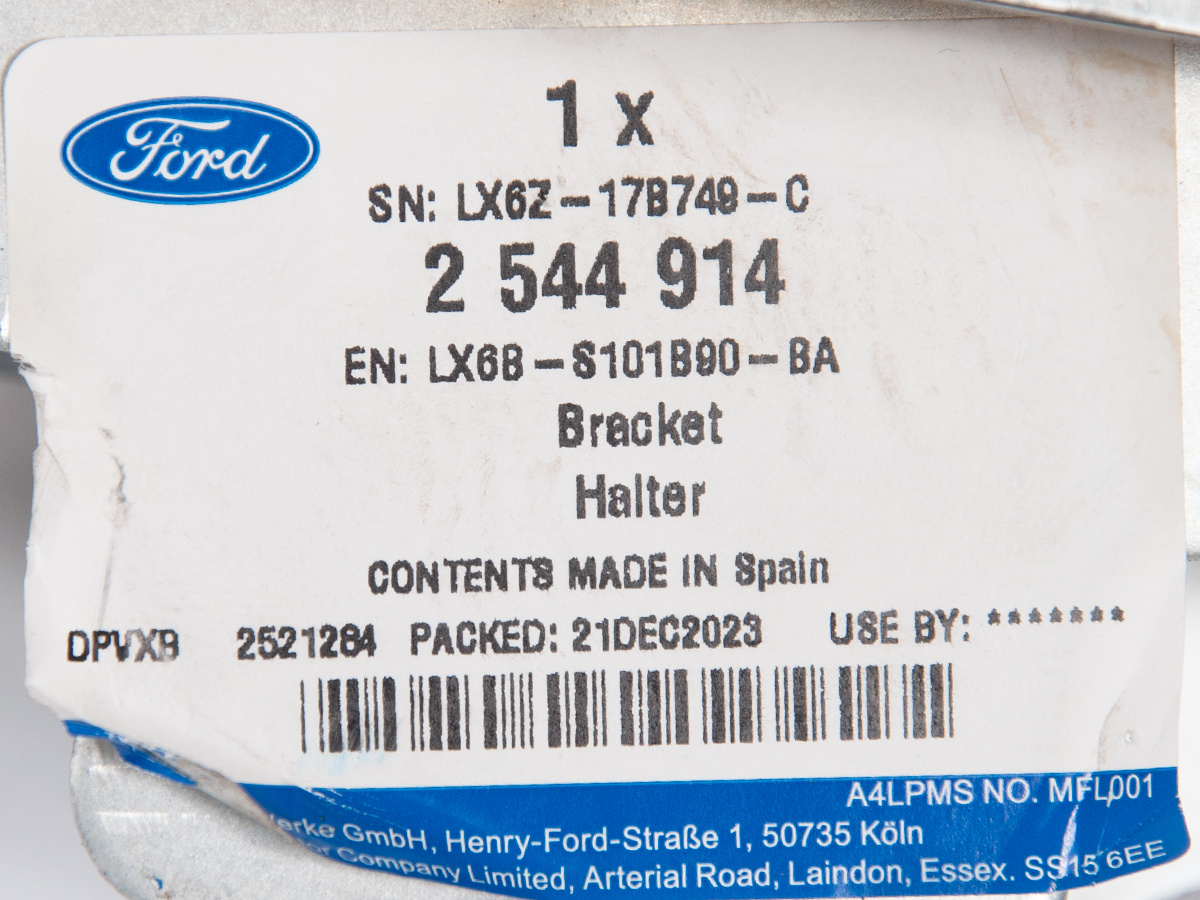 Ford
1 x
SN: LX6Z-17B749-C
2 544 914
EN: LX6B-S101B90-BA
Bracket
Halter
CONTENTS MADE IN Spain
DPVXB 2521284 PACKED: 21DEC2023 USE BY: *******
A4LPMS NO. MFL001
GmbH, Henry-Ford-Straße 1, 50735 Köln
Company Limited, Arterial Road, Laindon, Essex. SS15 6EE